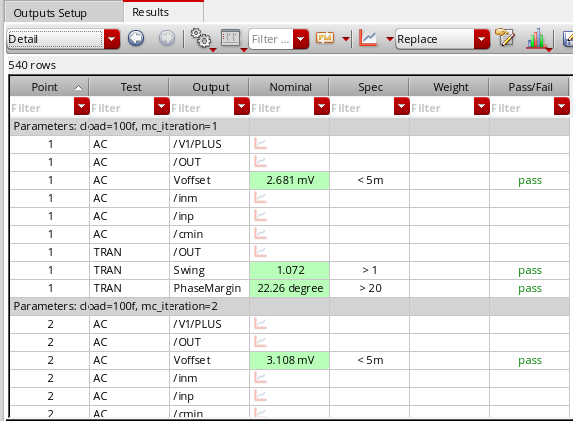 Outputs Setup Results
Detail Filter ... Replace
540 rows
Point Test Output Nominal Spec Weight Pass/Fail
Filter Filter Filter Filter Filter Filter Filter
Parameters: cload=100f, mc_iteration=1
1 AC /V1/PLUS
1 AC /OUT
1 AC Voffset 2.681 mV < 5m pass
1 AC /inm
1 AC /inp
1 AC /cmin
1 TRAN /OUT
1 TRAN Swing 1.072 > 1 pass
1 TRAN PhaseMargin 22.26 degree > 20 pass
Parameters: cload=100f, mc_iteration=2
2 AC /V1/PLUS
2 AC /OUT
2 AC Voffset 3.108 mV < 5m pass
2 AC /inm
2 AC /inp
2 AC /cmin